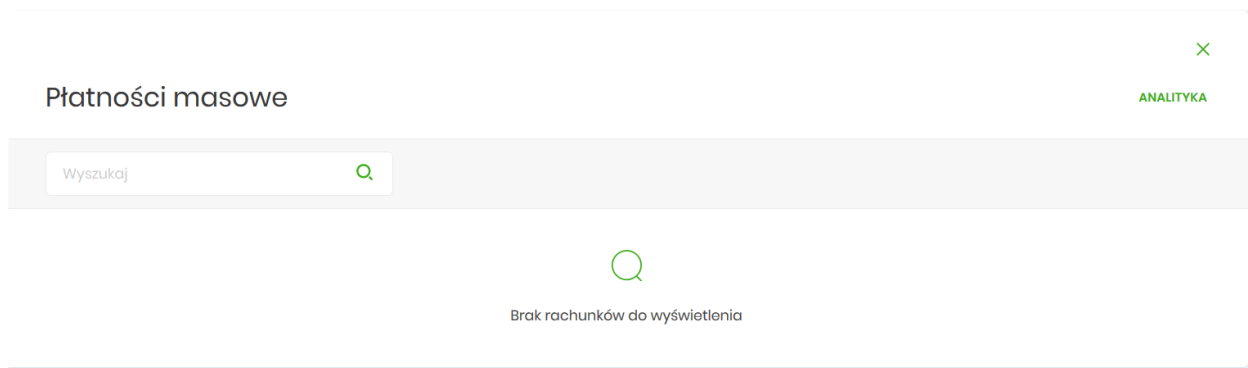 Płatności masowe
ANALITYKA
Wyszukaj
Brak rachunków do wyświetlenia